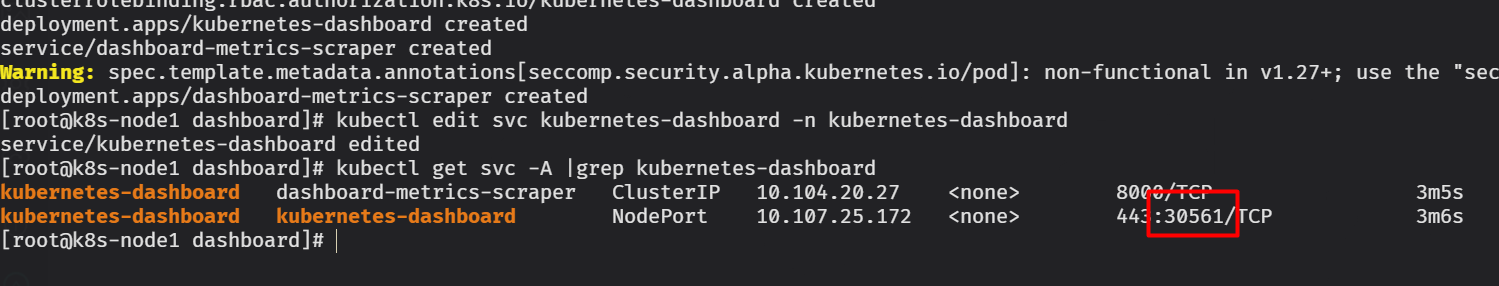 clusterrolebinding.rbac.authorization.k8s.io/kubernetes-dashboard created
deployment.apps/kubernetes-dashboard created
service/dashboard-metrics-scraper created
Warning: spec.template.metadata.annotations[seccomp.security.alpha.kubernetes.io/pod]: non-functional in v1.27+; use the "sec
deployment.apps/dashboard-metrics-scraper created
[root@k8s-node1 dashboard]# kubectl edit svc kubernetes-dashboard -n kubernetes-dashboard
service/kubernetes-dashboard edited
[root@k8s-node1 dashboard]# kubectl get svc -A |grep kubernetes-dashboard
kubernetes-dashboard   dashboard-metrics-scraper   ClusterIP   10.104.20.27   <none>        8000/TCP                 3m5s
kubernetes-dashboard   kubernetes-dashboard        NodePort    10.107.25.172   <none>        443:30561/TCP            3m6s
[root@k8s-node1 dashboard]#